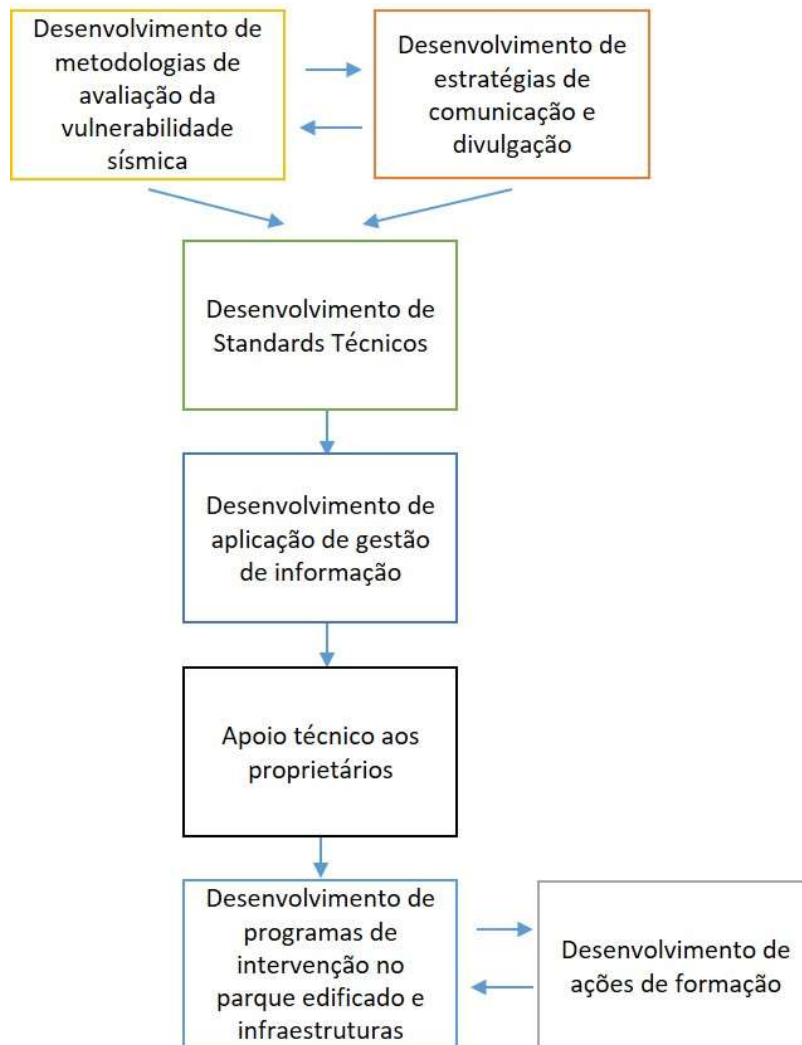 Desenvolvimento de
metodologias de
avaliação da
vulnerabilidade
sísmica
Desenvolvimento de
estratégias de
comunicação e
divulgação
Desenvolvimento de
Standards Técnicos
Desenvolvimento de
aplicação de gestão
de informação
Apoio técnico aos
proprietários
Desenvolvimento de
programas de
intervenção no
parque edificado e
infraestruturas
Desenvolvimento de
ações de formação